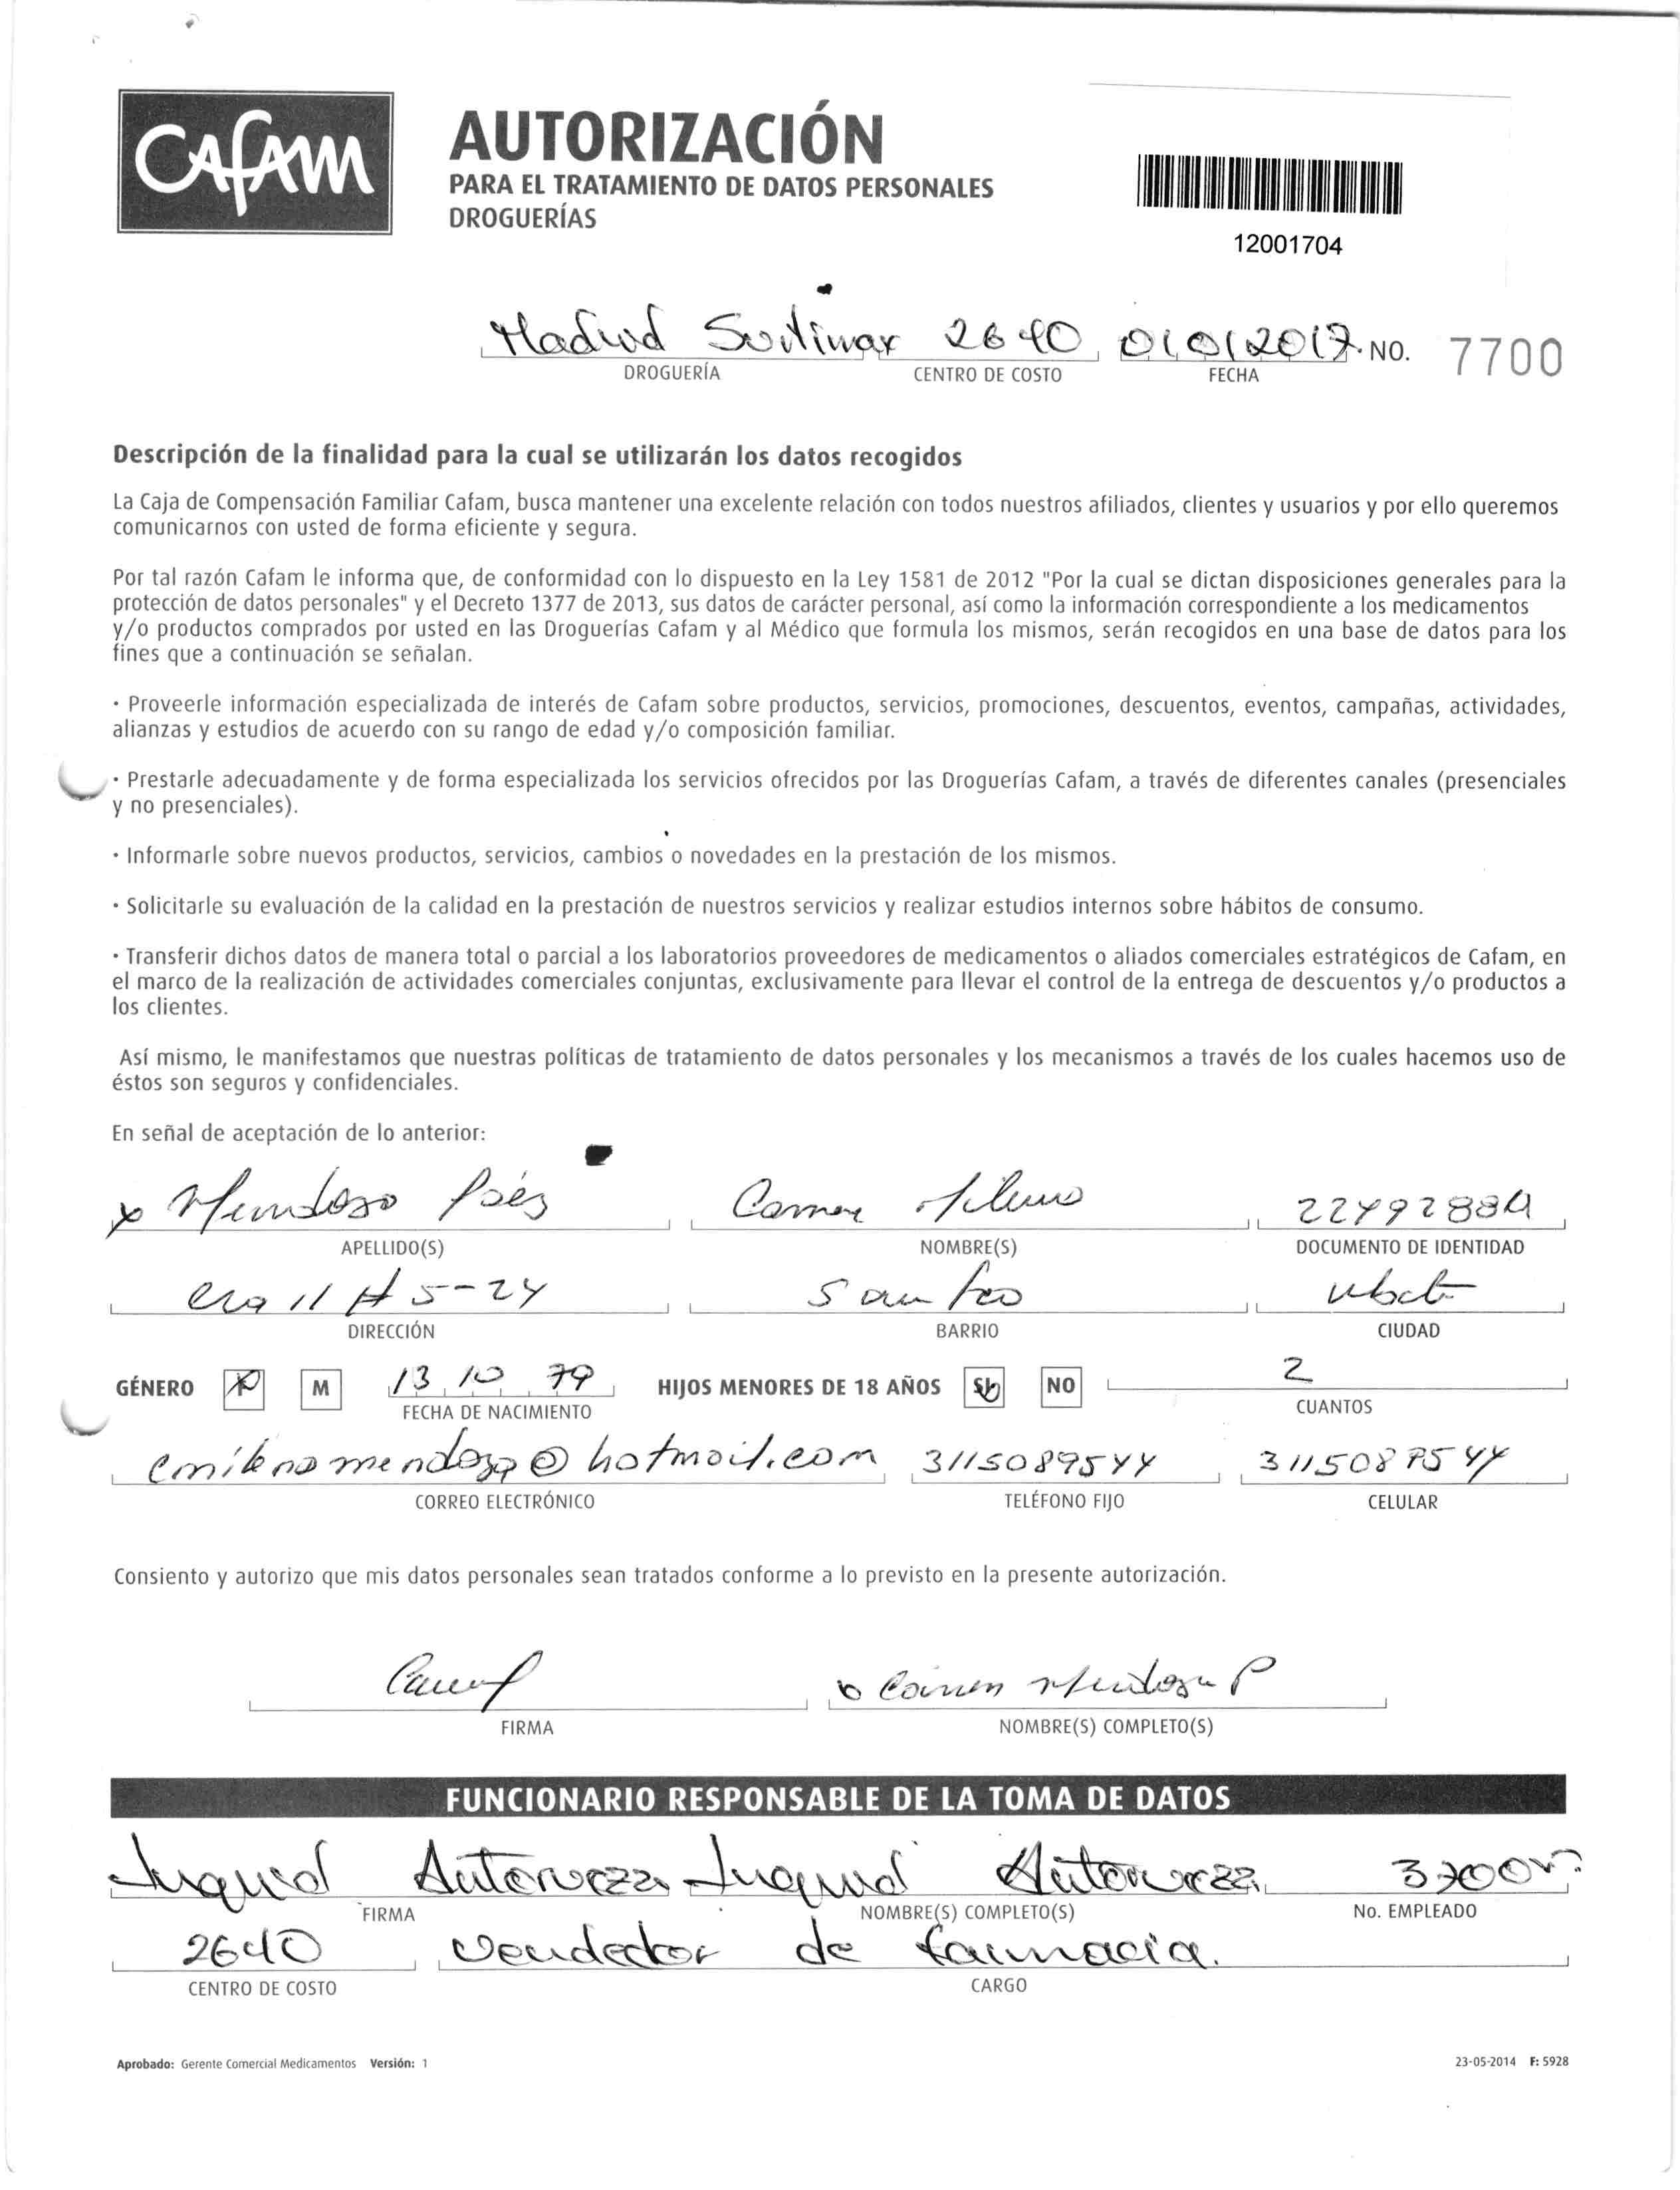 CAFAM
AUTORIZACIÓN
PARA EL TRATAMIENTO DE DATOS PERSONALES
DROGUERÍAS
12001704
Madrid 2640 01012017 NO. 7700
DROGUERÍA CENTRO DE COSTO FECHA
Descripción de la finalidad para la cual se utilizarán los datos recogidos
La Caja de Compensación Familiar Cafam, busca mantener una excelente relación con todos nuestros afiliados, clientes y usuarios y por ello queremos
comunicarnos con usted de forma eficiente y segura.
Por tal razón Cafam le informa que, de conformidad con lo dispuesto en la Ley 1581 de 2012 "Por la cual se dictan disposiciones generales para la
protección de datos personales" y el Decreto 1377 de 2013, sus datos de carácter personal, así como la información correspondiente a los medicamentos
y/o productos comprados por usted en las Droguerías Cafam y al Médico que formula los mismos, serán recogidos en una base de datos para los
fines que a continuación se señalan.
· Proveerle información especializada de interés de Cafam sobre productos, servicios, promociones, descuentos, eventos, campañas, actividades,
alianzas y estudios de acuerdo con su rango de edad y/o composición familiar.
· Prestarle adecuadamente y de forma especializada los servicios ofrecidos por las Droguerías Cafam, a través de diferentes canales (presenciales
y no presenciales).
· Informarle sobre nuevos productos, servicios, cambios o novedades en la prestación de los mismos.
· Solicitarle su evaluación de la calidad en la prestación de nuestros servicios y realizar estudios internos sobre hábitos de consumo.
· Transferir dichos datos de manera total o parcial a los laboratorios proveedores de medicamentos o aliados comerciales estratégicos de Cafam, en
el marco de la realización de actividades comerciales conjuntas, exclusivamente para llevar el control de la entrega de descuentos y/o productos a
los clientes.
Así mismo, le manifestamos que nuestras políticas de tratamiento de datos personales y los mecanismos a través de los cuales hacemos uso de
éstos son seguros y confidenciales.
En señal de aceptación de lo anterior:
x Mendoza Páez Carmen Milena
APELLIDO(S) NOMBRE(S) DOCUMENTO DE IDENTIDAD
cra 11 # 5-24
DIRECCIÓN BARRIO CIUDAD
GÉNERO M 13 10 79 HIJOS MENORES DE 18 AÑOS SI NO 2
FECHA DE NACIMIENTO CUANTOS
cmilenamendoza@hotmail.com 3115089544 3115089544
CORREO ELECTRÓNICO TELÉFONO FIJO CELULAR
Consiento y autorizo que mis datos personales sean tratados conforme a lo previsto en la presente autorización.
Carmen Mendoza P
FIRMA NOMBRE(S) COMPLETO(S)
FUNCIONARIO RESPONSABLE DE LA TOMA DE DATOS
FIRMA NOMBRE(S) COMPLETO(S) No. EMPLEADO
2640 Vendedor de farmacia.
CENTRO DE COSTO CARGO
Aprobado: Gerente Comercial Medicamentos Versión: 1 23-05-2014 F: 5928